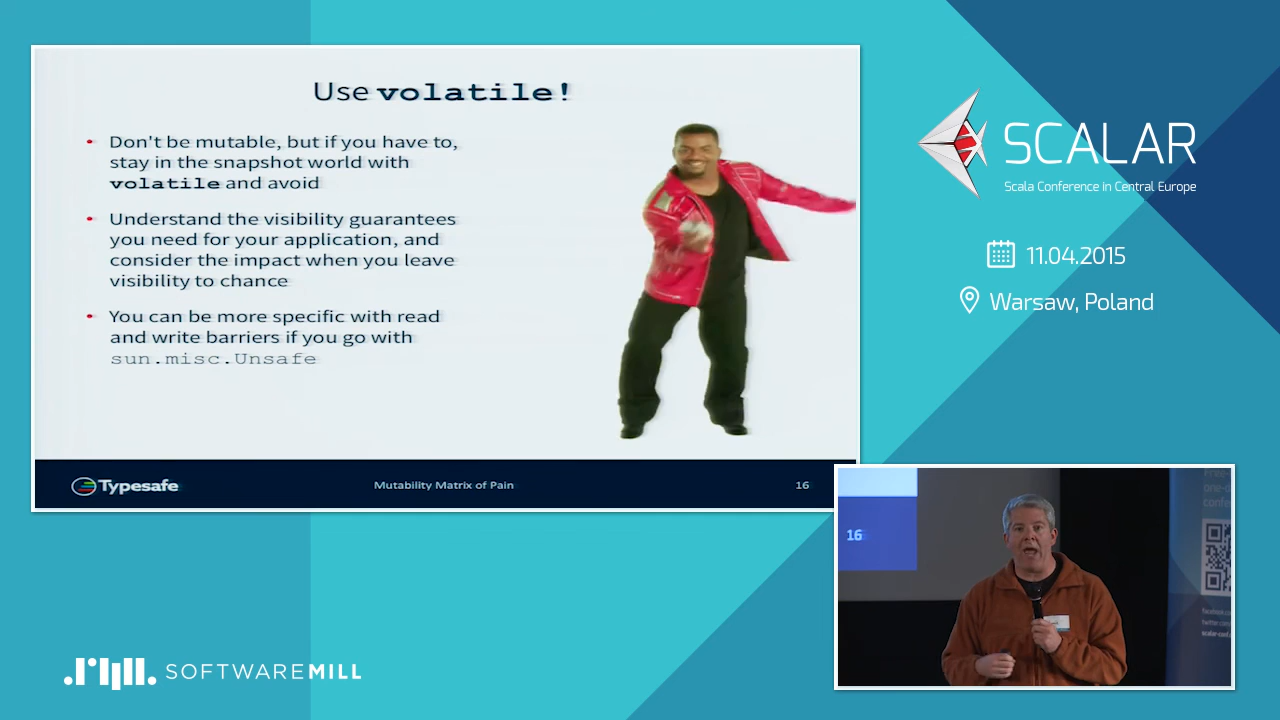 Use volatile!
• Don't be mutable, but if you have to,
stay in the snapshot world with
volatile and avoid
• Understand the visibility guarantees
you need for your application, and
consider the impact when you leave
visibility to chance
• You can be more specific with read
and write barriers if you go with
sun.misc.Unsafe
Typesafe
Mutability Matrix of Pain
16
SCALAR
Scala Conference in Central Europe
11.04.2015
Warsaw, Poland
16
one-d
confe
SOFTWAREMILL